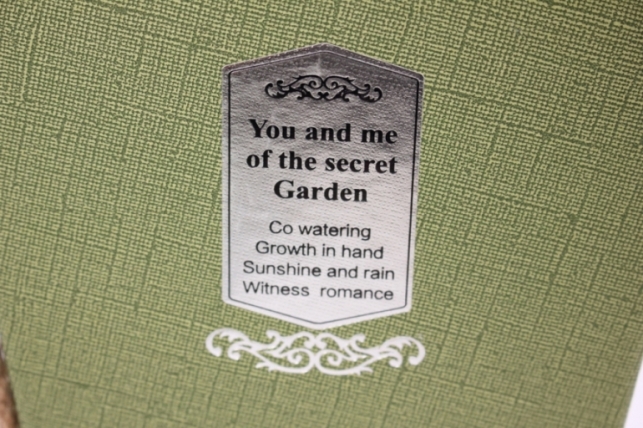 You and me
of the secret
Garden
Co watering
Growth in hand
Sunshine and rain
Witness romance